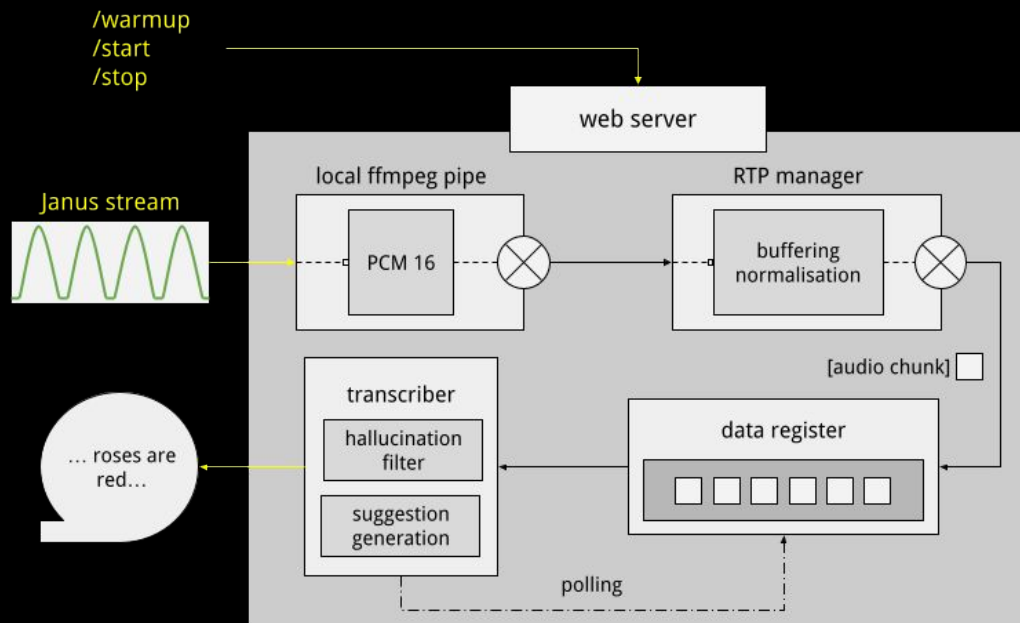 /warmup
/start
/stop
web server
local ffmpeg pipe
RTP manager
Janus stream
PCM 16
buffering
normalisation
[audio chunk]
transcriber
hallucination
filter
suggestion
generation
data register
… roses are
red…
polling